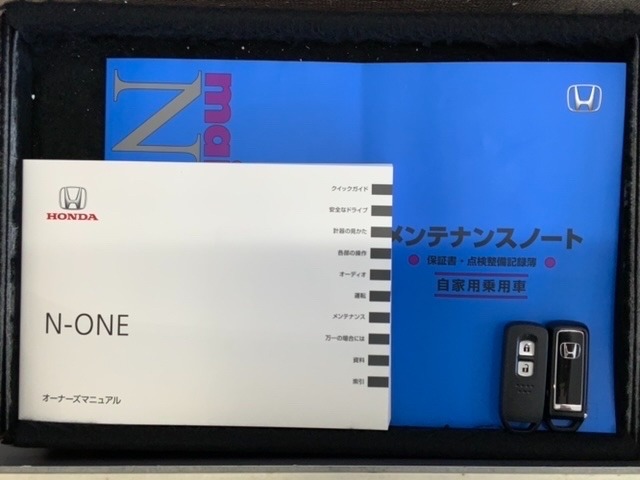 mai
N
メンテナンスノート
保証書・点検整備記録簿
自家用乗用車
HONDA
N-ONE
オーナーズマニュアル
クイックガイド
安全なドライブ
計器の見かた
各部の操作
オーディオ
運転
メンテナンス
万一の場合には
資料
索引